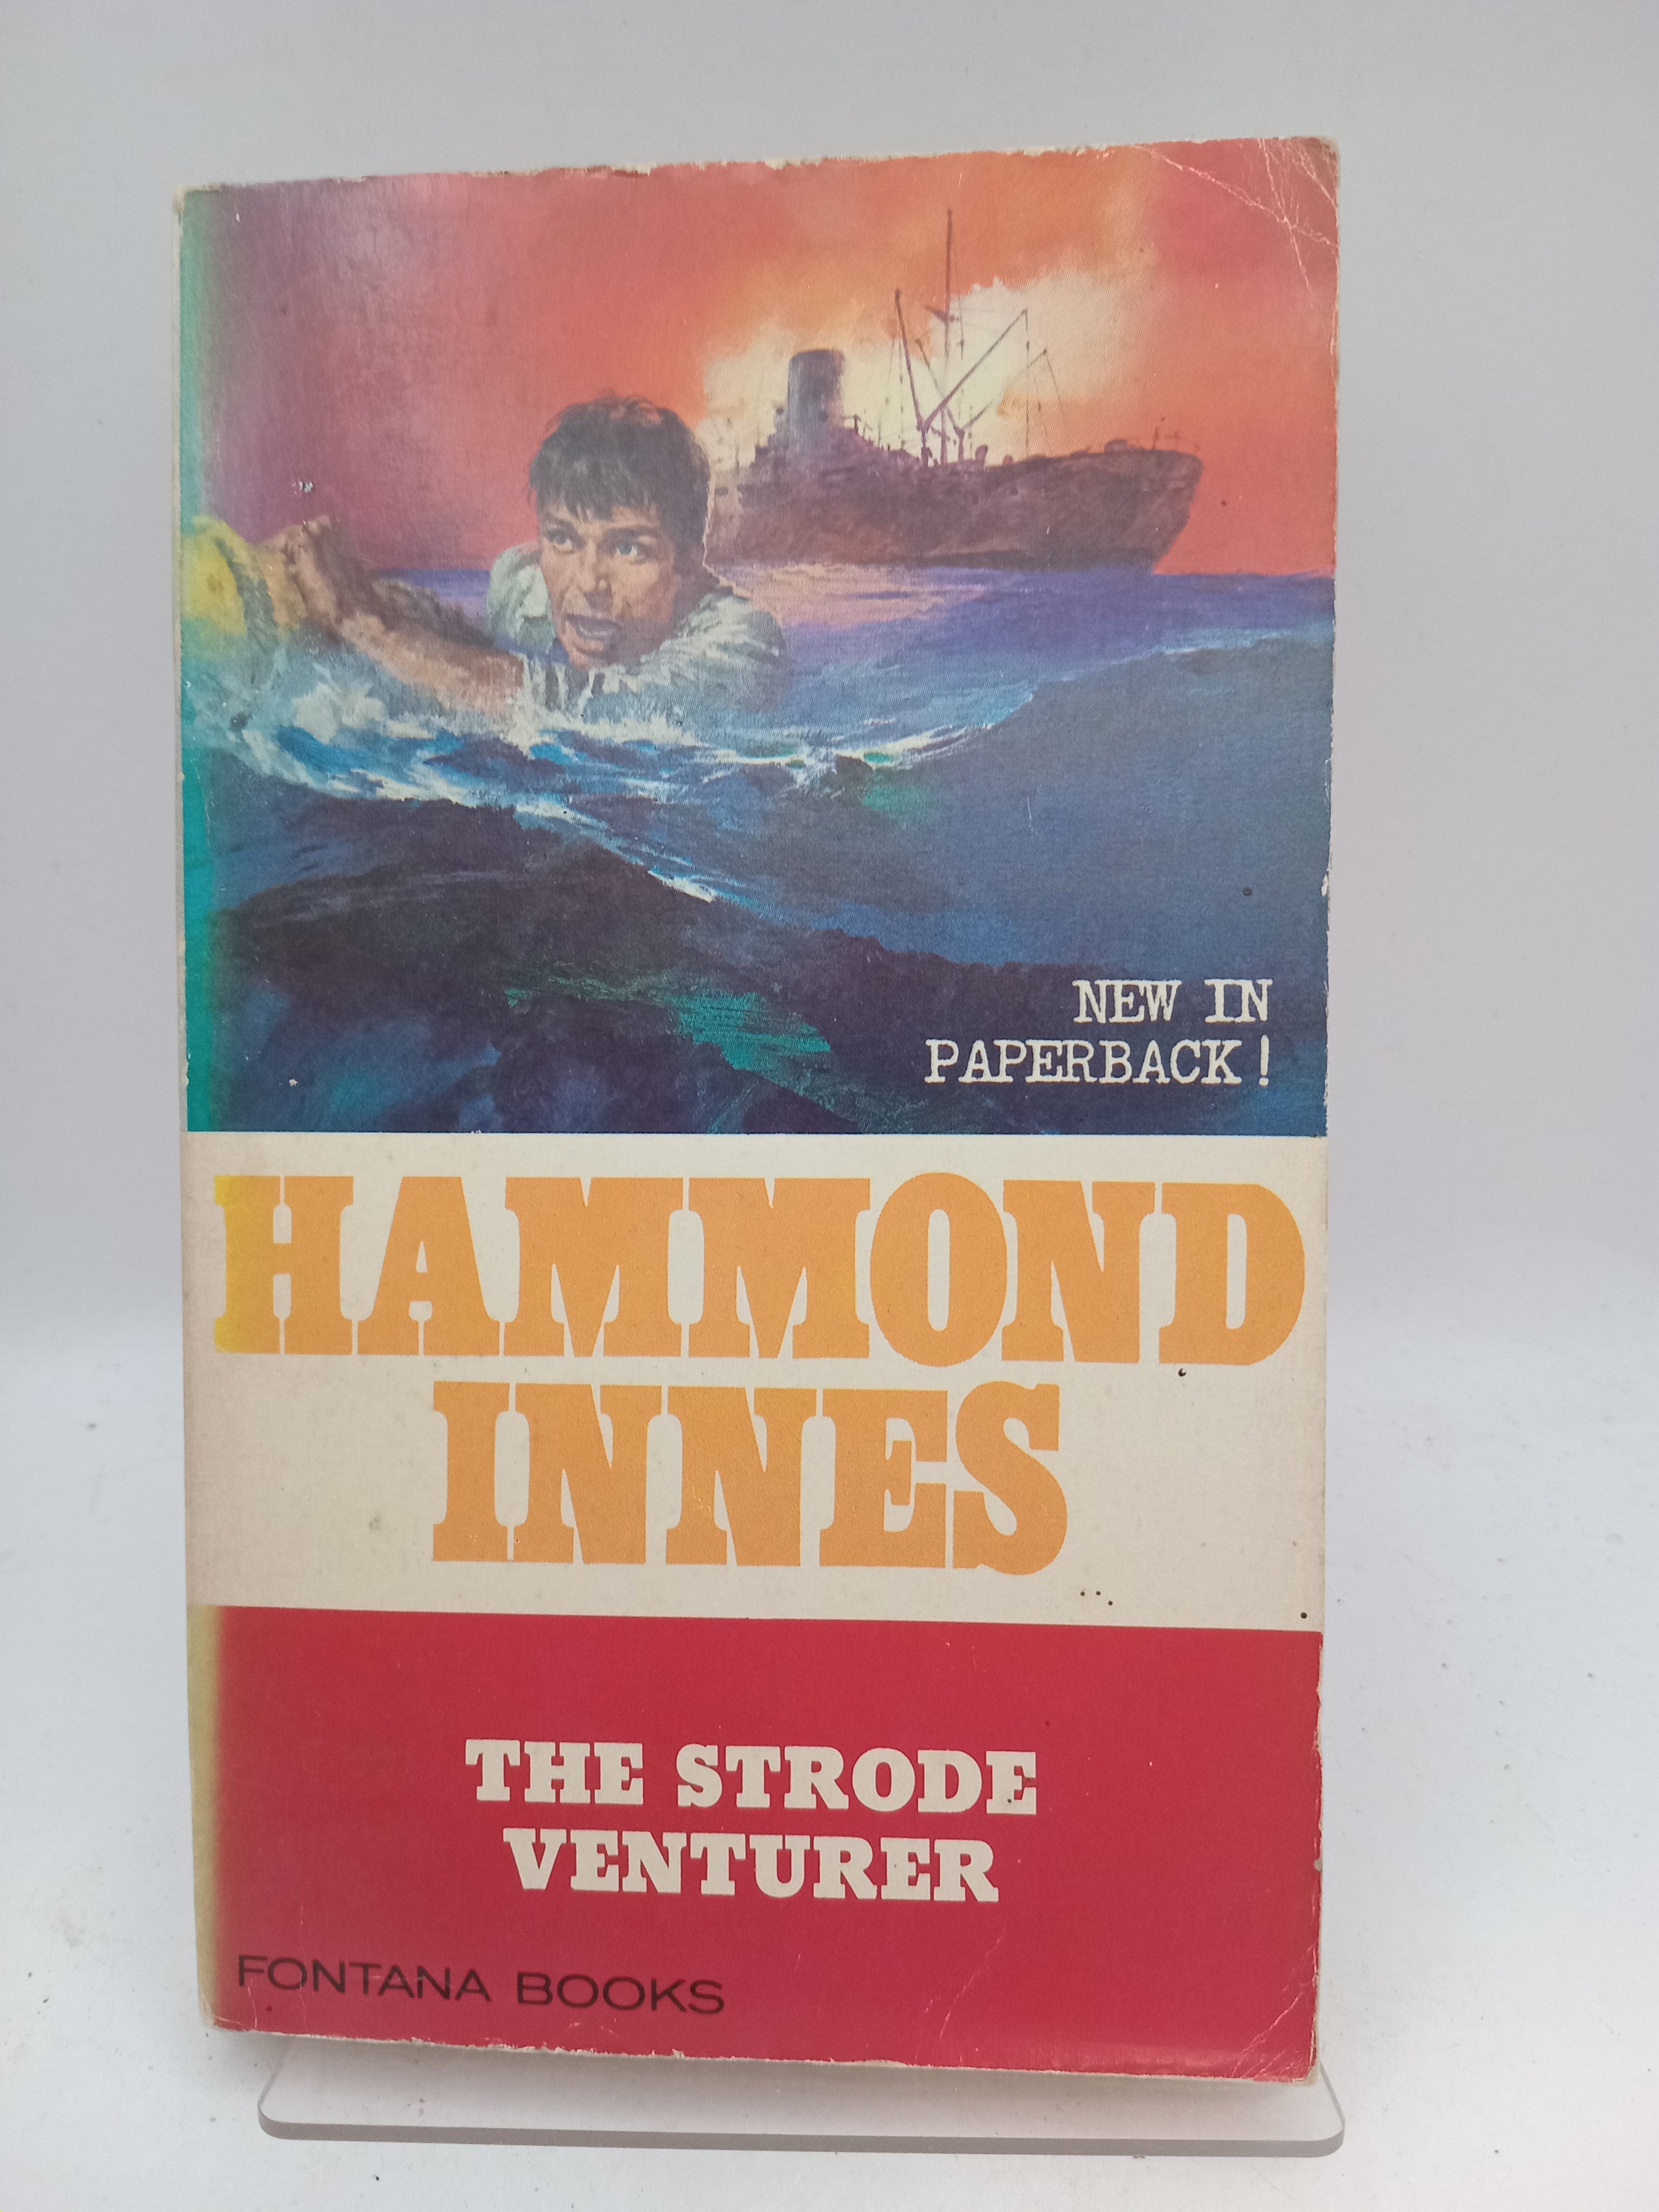 NEW IN
PAPERBACK!
HAMMOND
INNES
THE STRODE
VENTURER
FONTANA BOOKS